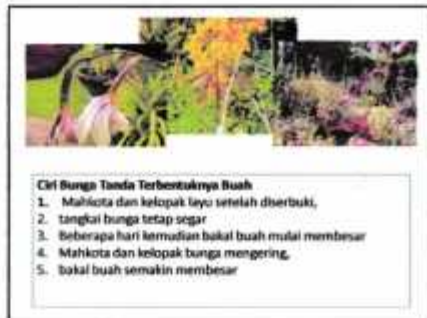 Ciri Bunga Tanda Terbentuknya Buah
1. Mahkota dan kelopak layu setelah diserbuki,
2. tangkai bunga tetap segar
3. Beberapa hari kemudian bakal buah mulai membesar
4. Mahkota dan kelopak bunga mengering,
5. bakal buah semakin membesar